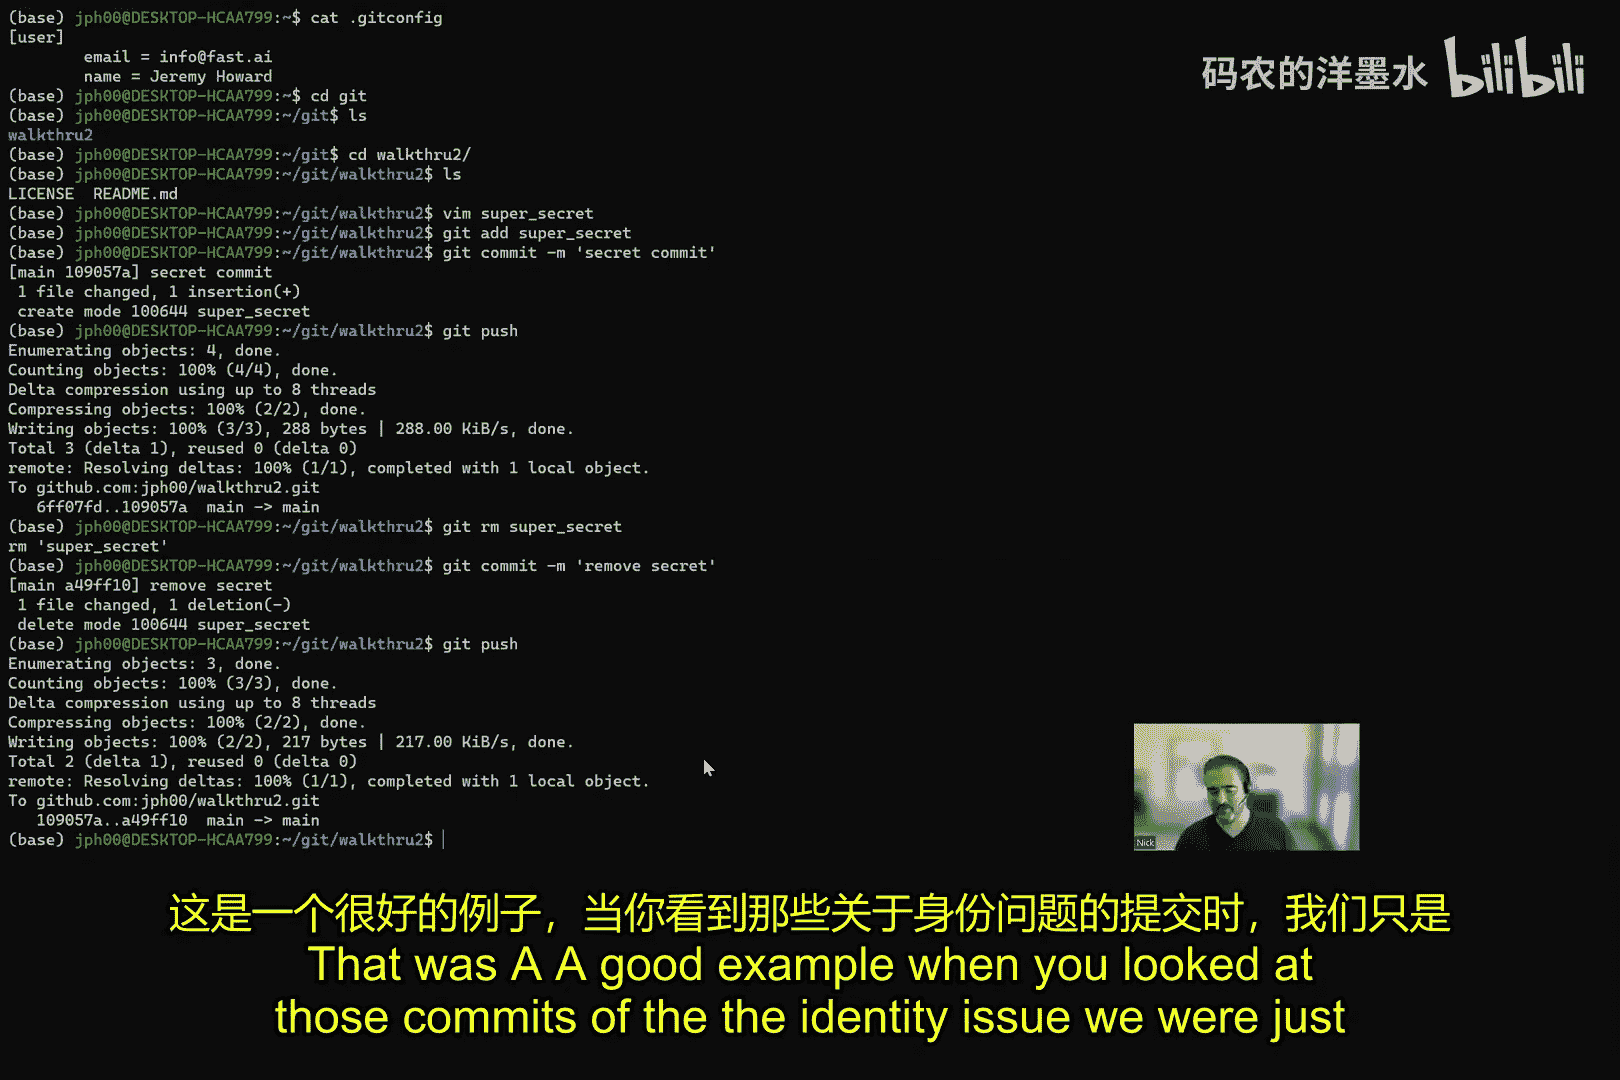 (base) jph00@DESKTOP-HCAA799:~$ cat .gitconfig
[user]
email = info@fast.ai
name = Jeremy Howard
(base) jph00@DESKTOP-HCAA799:~$ cd git
(base) jph00@DESKTOP-HCAA799:~/git$ ls
walkthru2
(base) jph00@DESKTOP-HCAA799:~/git$ cd walkthru2/
(base) jph00@DESKTOP-HCAA799:~/git/walkthru2$ ls
LICENSE  README.md
(base) jph00@DESKTOP-HCAA799:~/git/walkthru2$ vim super_secret
(base) jph00@DESKTOP-HCAA799:~/git/walkthru2$ git add super_secret
(base) jph00@DESKTOP-HCAA799:~/git/walkthru2$ git commit -m 'secret commit'
[main 109057a] secret commit
1 file changed, 1 insertion(+)
create mode 100644 super_secret
(base) jph00@DESKTOP-HCAA799:~/git/walkthru2$ git push
Enumerating objects: 4, done.
Counting objects: 100% (4/4), done.
Delta compression using up to 8 threads
Compressing objects: 100% (2/2), done.
Writing objects: 100% (3/3), 288 bytes | 288.00 KiB/s, done.
Total 3 (delta 1), reused 0 (delta 0)
remote: Resolving deltas: 100% (1/1), completed with 1 local object.
To github.com:jph00/walkthru2.git
6ff07fd..109057a  main -> main
(base) jph00@DESKTOP-HCAA799:~/git/walkthru2$ git rm super_secret
rm 'super_secret'
(base) jph00@DESKTOP-HCAA799:~/git/walkthru2$ git commit -m 'remove secret'
[main a49ff10] remove secret
1 file changed, 1 deletion(-)
delete mode 100644 super_secret
(base) jph00@DESKTOP-HCAA799:~/git/walkthru2$ git push
Enumerating objects: 3, done.
Counting objects: 100% (3/3), done.
Delta compression using up to 8 threads
Compressing objects: 100% (2/2), done.
Writing objects: 100% (2/2), 217 bytes | 217.00 KiB/s, done.
Total 2 (delta 1), reused 0 (delta 0)
remote: Resolving deltas: 100% (1/1), completed with 1 local object.
To github.com:jph00/walkthru2.git
109057a..a49ff10  main -> main
(base) jph00@DESKTOP-HCAA799:~/git/walkthru2$
码农的洋墨水 bilibili
Nick
这是一个很好的例子，当你看到那些关于身份问题的提交时，我们只是
That was A A good example when you looked at
those commits of the the identity issue we were just